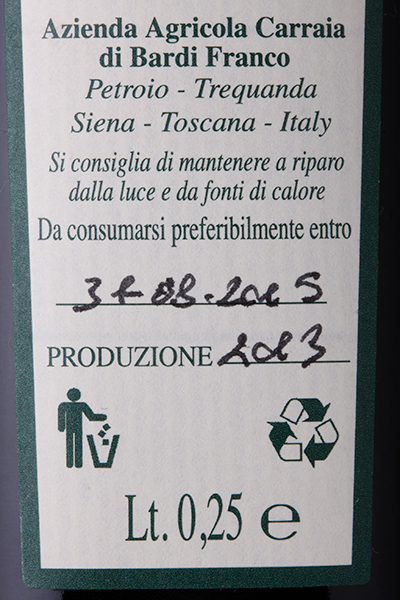 Azienda Agricola Carraia
di Bardi Franco
Petroio - Trequanda
Siena - Toscana - Italy
Si consiglia di mantenere a riparo
dalla luce e da fonti di calore
Da consumarsi preferibilmente entro
31-08-2015
PRODUZIONE 2013
Lt. 0,25 e